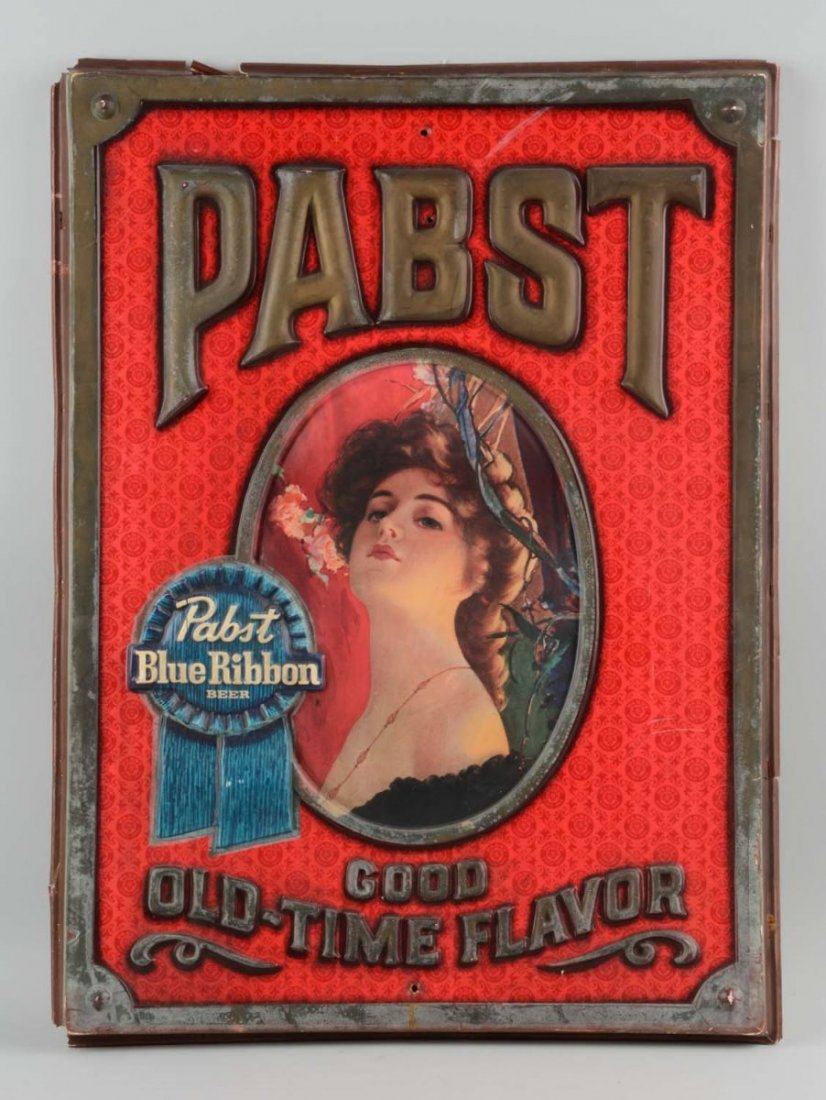 PABST
Pabst
Blue Ribbon
BEER
GOOD
OLD-TIME FLAVOR